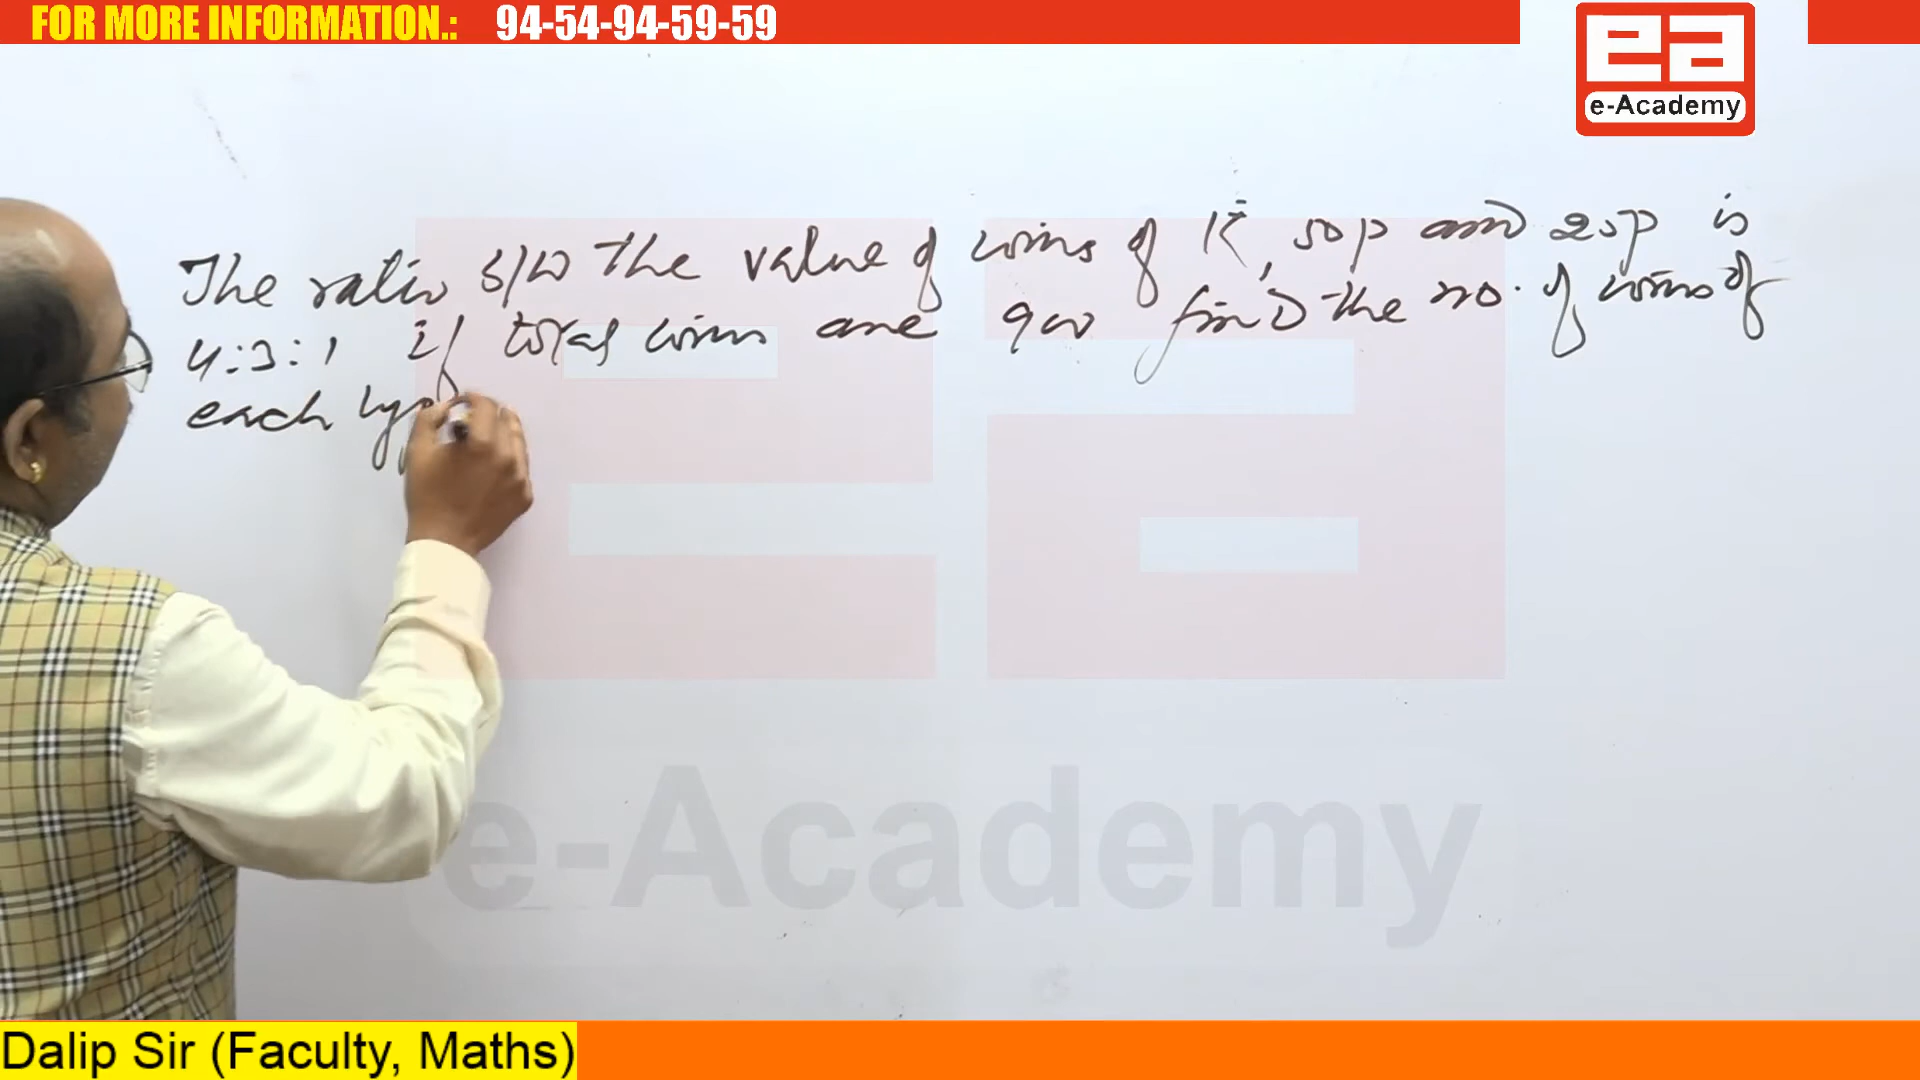 FOR MORE INFORMATION.: 94-54-94-59-59
ea
e-Academy
The ratio b/w the value of coins of 1₹, 50p and 25p is
4:3:1 If total coins are 900 find the no. of coins of
each type
e-Academy
Dalip Sir (Faculty, Maths)